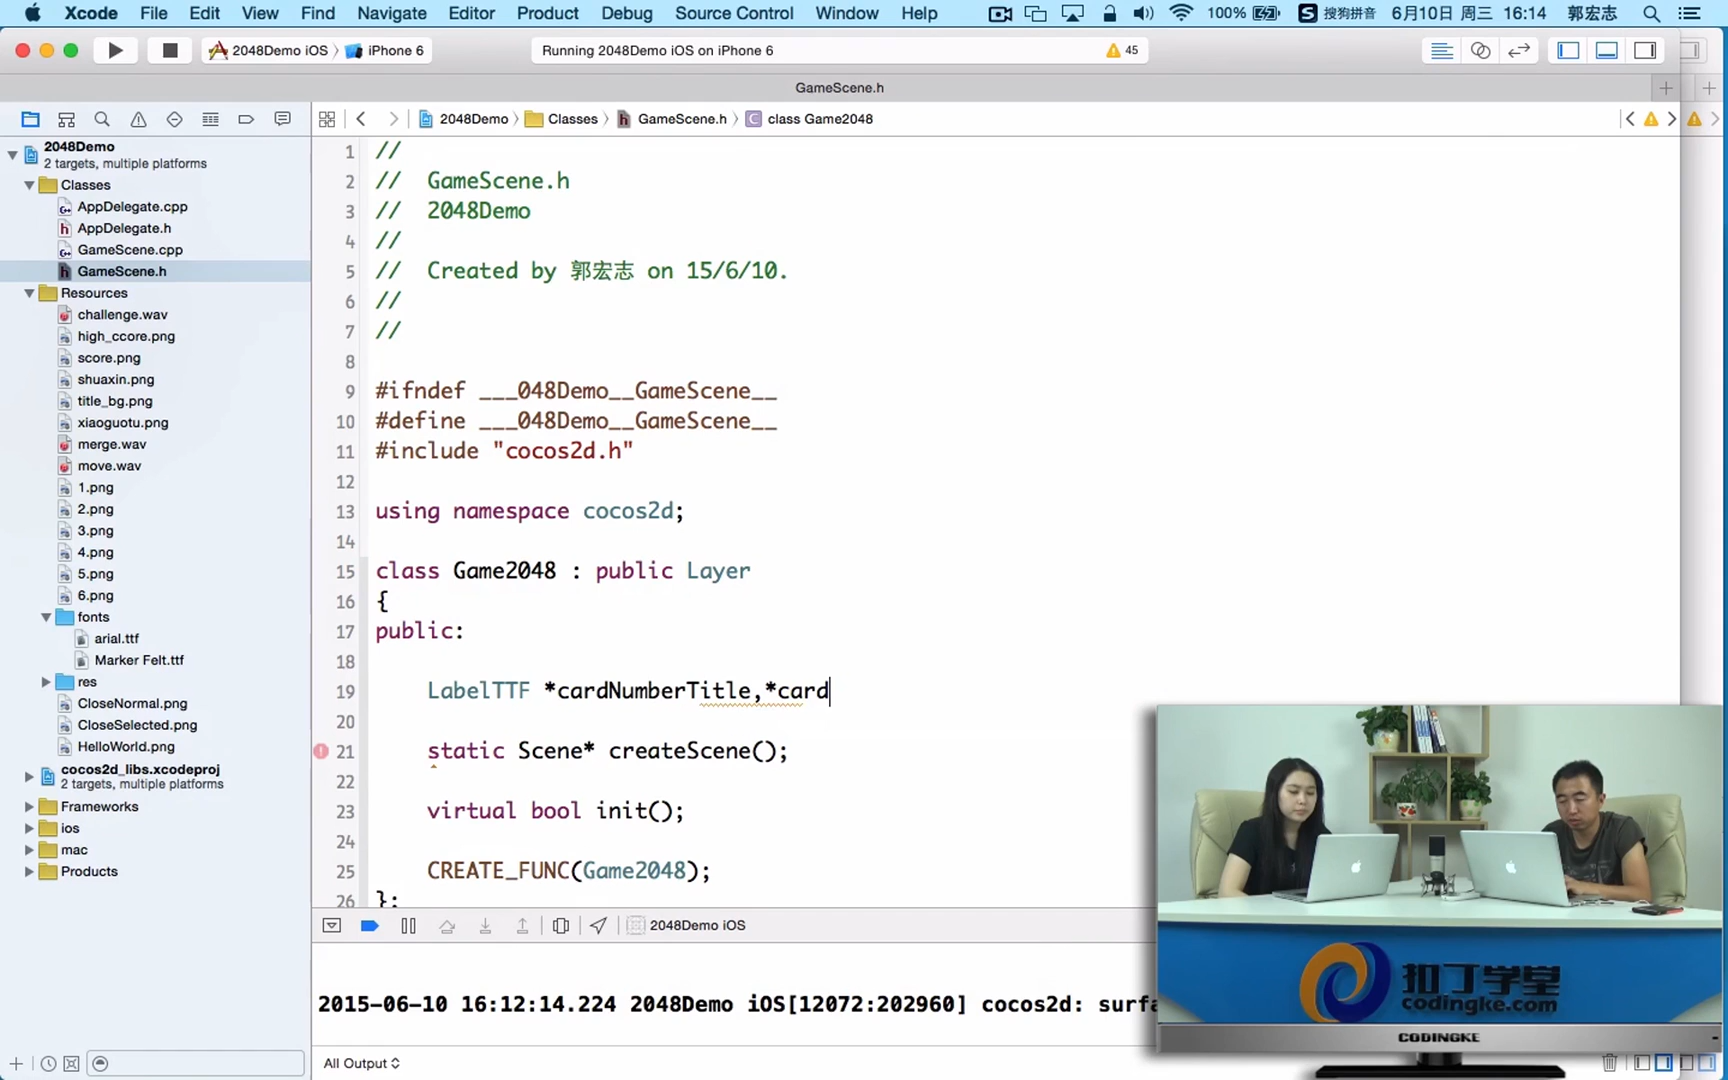 Xcode File Edit View Find Navigate Editor Product Debug Source Control Window Help 100% S 搜狗拼音 6月10日 周三 16:14 郭宏志
2048Demo iOS 〉 iPhone 6 Running 2048Demo iOS on iPhone 6 45
GameScene.h
2048Demo 〉 Classes 〉 h GameScene.h 〉 C class Game2048
2048Demo
2 targets, multiple platforms
Classes
AppDelegate.cpp
AppDelegate.h
GameScene.cpp
GameScene.h
Resources
challenge.wav
high_ccore.png
score.png
shuaxin.png
title_bg.png
xiaoguotu.png
merge.wav
move.wav
1.png
2.png
3.png
4.png
5.png
6.png
fonts
arial.ttf
Marker Felt.ttf
res
CloseNormal.png
CloseSelected.png
HelloWorld.png
cocos2d_libs.xcodeproj
2 targets, multiple platforms
Frameworks
ios
mac
Products
1 //
2 // GameScene.h
3 // 2048Demo
4 //
5 // Created by 郭宏志 on 15/6/10.
6 //
7 //
8
9 #ifndef ___048Demo__GameScene__
10 #define ___048Demo__GameScene__
11 #include "cocos2d.h"
12
13 using namespace cocos2d;
14
15 class Game2048 : public Layer
16 {
17 public:
18
19 LabelTTF *cardNumberTitle,*card
20
21 static Scene* createScene();
22
23 virtual bool init();
24
25 CREATE_FUNC(Game2048);
26 };
2048Demo iOS
2015-06-10 16:12:14.224 2048Demo iOS[12072:202960] cocos2d: surfa
All Output
扣丁学堂
codingke.com
CODINGKE